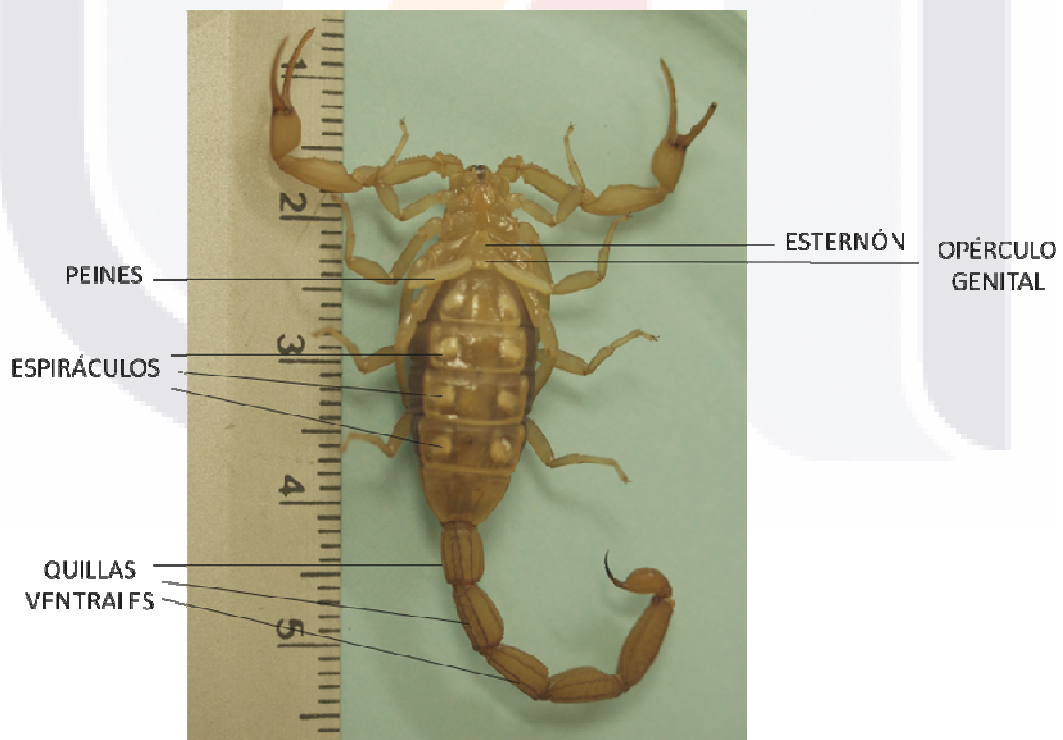 ESTERNÓN
OPÉRCULO
GENITAL
PEINES
ESPIRÁCULOS
QUILLAS
VENTRALES
1
2
3
4
5